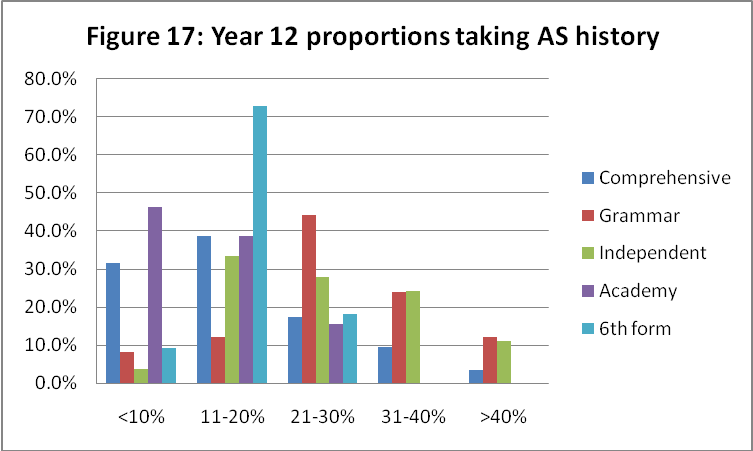 Figure 17: Year 12 proportions taking AS history
80.0%
70.0%
60.0%
50.0%
40.0%
30.0%
20.0%
10.0%
0.0%
<10%
11-20%
21-30%
31-40%
>40%
Comprehensive
Grammar
Independent
Academy
6th form